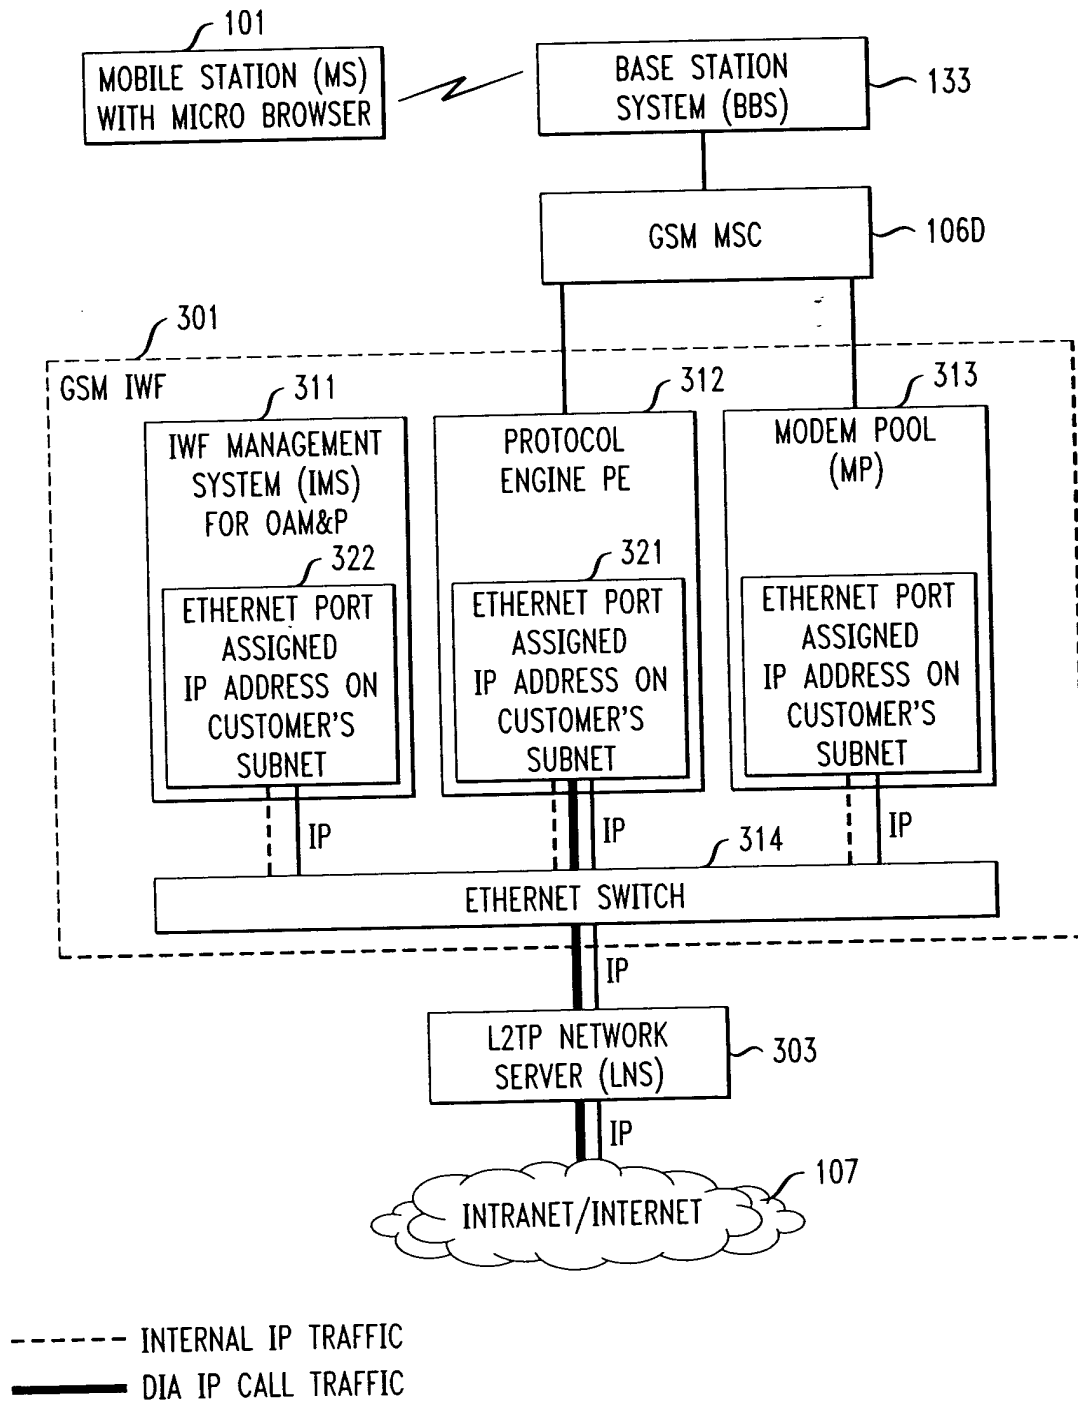 101
MOBILE STATION (MS)
WITH MICRO BROWSER
BASE STATION
SYSTEM (BBS)
133
GSM MSC
106D
301
GSM IWF
311
IWF MANAGEMENT
SYSTEM (IMS)
FOR OAM&P
322
ETHERNET PORT
ASSIGNED
IP ADDRESS ON
CUSTOMER'S
SUBNET
312
PROTOCOL
ENGINE PE
321
ETHERNET PORT
ASSIGNED
IP ADDRESS ON
CUSTOMER'S
SUBNET
313
MODEM POOL
(MP)
ETHERNET PORT
ASSIGNED
IP ADDRESS ON
CUSTOMER'S
SUBNET
IP
IP
IP
314
ETHERNET SWITCH
IP
L2TP NETWORK
SERVER (LNS)
303
IP
107
INTRANET/INTERNET
INTERNAL IP TRAFFIC
DIA IP CALL TRAFFIC